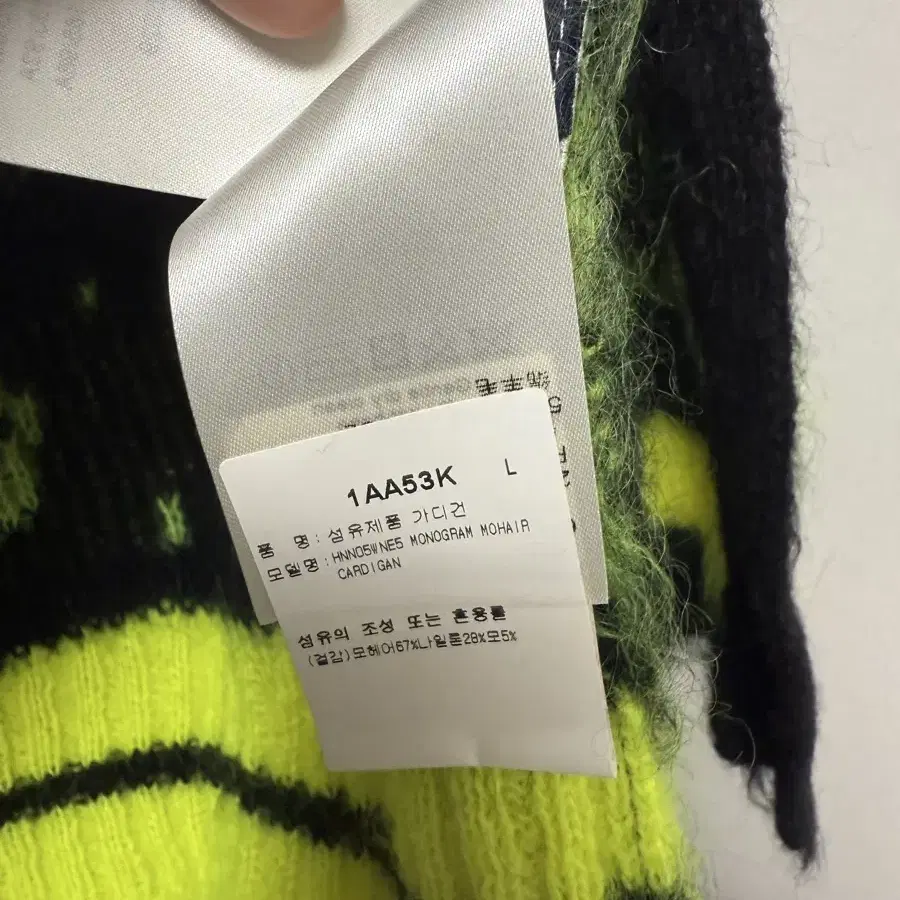 1AA53K L
품 명 : 섬유제품 가디건
모델명 : HNN05WNE5 MONOGRAM MOHAIR
CARDIGAN
섬유의 조성 또는 혼용률
(겉감)모헤어67%나일론28%모5%